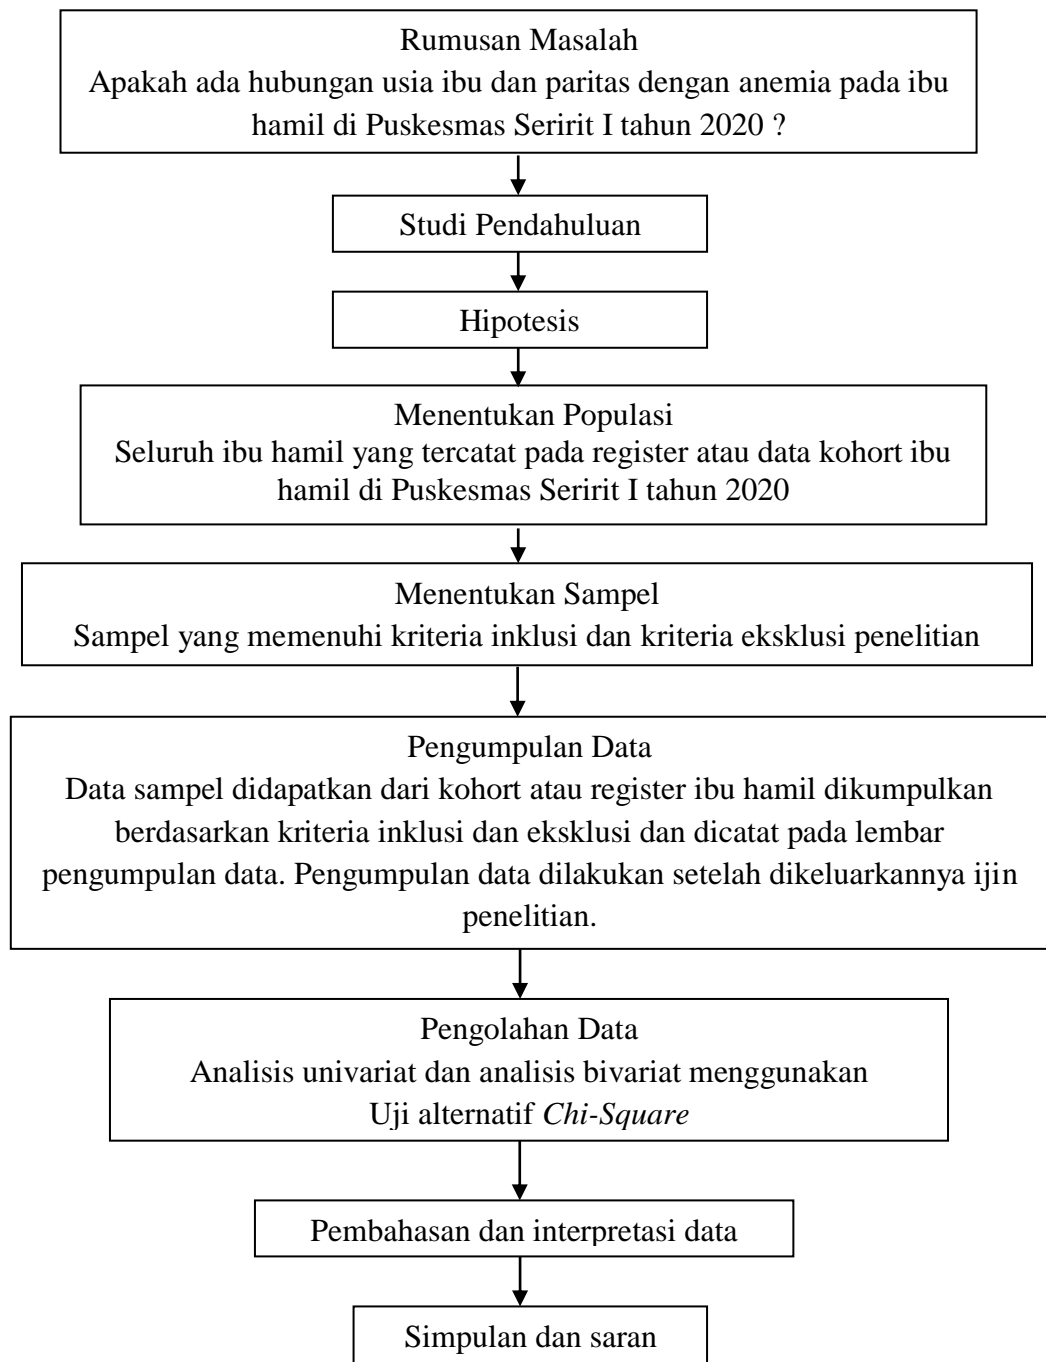 Rumusan Masalah
Apakah ada hubungan usia ibu dan paritas dengan anemia pada ibu
hamil di Puskesmas Seririt I tahun 2020 ?
Studi Pendahuluan
Hipotesis
Menentukan Populasi
Seluruh ibu hamil yang tercatat pada register atau data kohort ibu
hamil di Puskesmas Seririt I tahun 2020
Menentukan Sampel
Sampel yang memenuhi kriteria inklusi dan kriteria eksklusi penelitian
Pengumpulan Data
Data sampel didapatkan dari kohort atau register ibu hamil dikumpulkan
berdasarkan kriteria inklusi dan eksklusi dan dicatat pada lembar
pengumpulan data. Pengumpulan data dilakukan setelah dikeluarkannya ijin
penelitian.
Pengolahan Data
Analisis univariat dan analisis bivariat menggunakan
Uji alternatif Chi-Square
Pembahasan dan interpretasi data
Simpulan dan saran